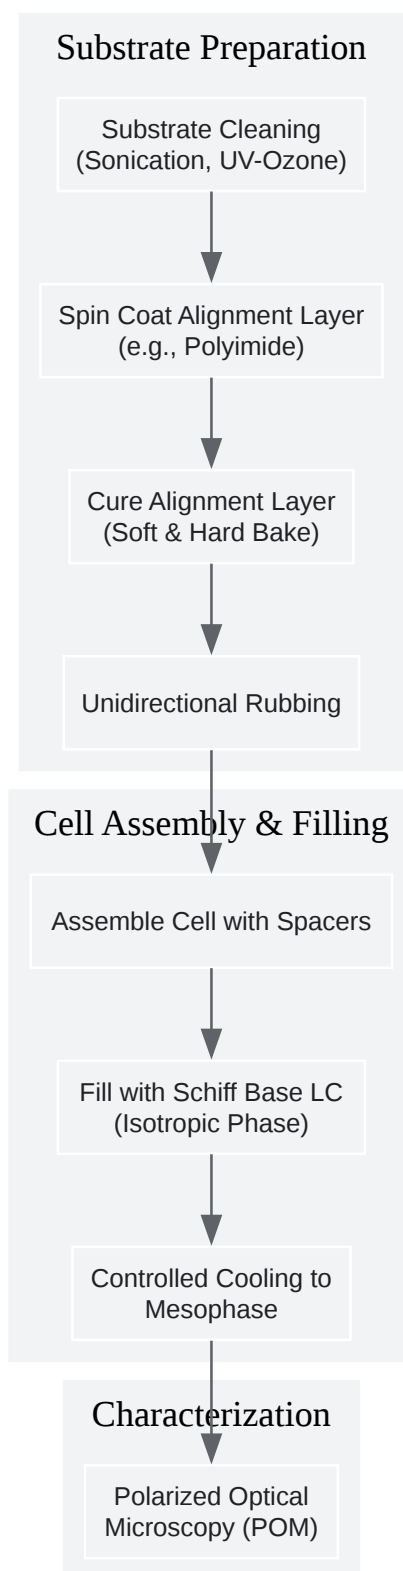 Substrate Preparation
Substrate Cleaning
(Sonication, UV-Ozone)
Spin Coat Alignment Layer
(e.g., Polyimide)
Cure Alignment Layer
(Soft & Hard Bake)
Unidirectional Rubbing
Cell Assembly & Filling
Assemble Cell with Spacers
Fill with Schiff Base LC
(Isotropic Phase)
Controlled Cooling to
Mesophase
Characterization
Polarized Optical
Microscopy (POM)